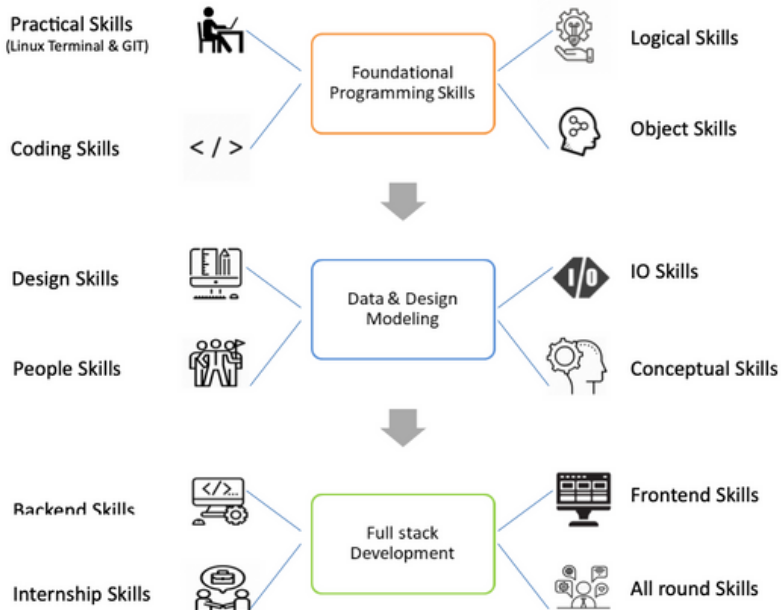 Practical Skills
(Linux Terminal & GIT)
Coding Skills
Foundational
Programming Skills
Logical Skills
Object Skills
</>
Design Skills
People Skills
Data & Design
Modeling
I/O
IO Skills
Conceptual Skills
Backend Skills
Internship Skills
</>...
Full stack
Development
Frontend Skills
All round Skills